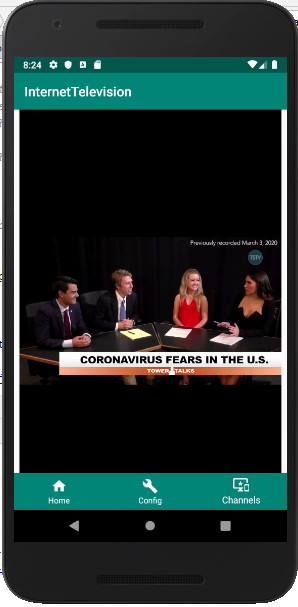 8:24
InternetTelevision
Previously recorded March 3, 2020
TSTV
CORONAVIRUS FEARS IN THE U.S.
TOWER TALKS
Home
Config
Channels